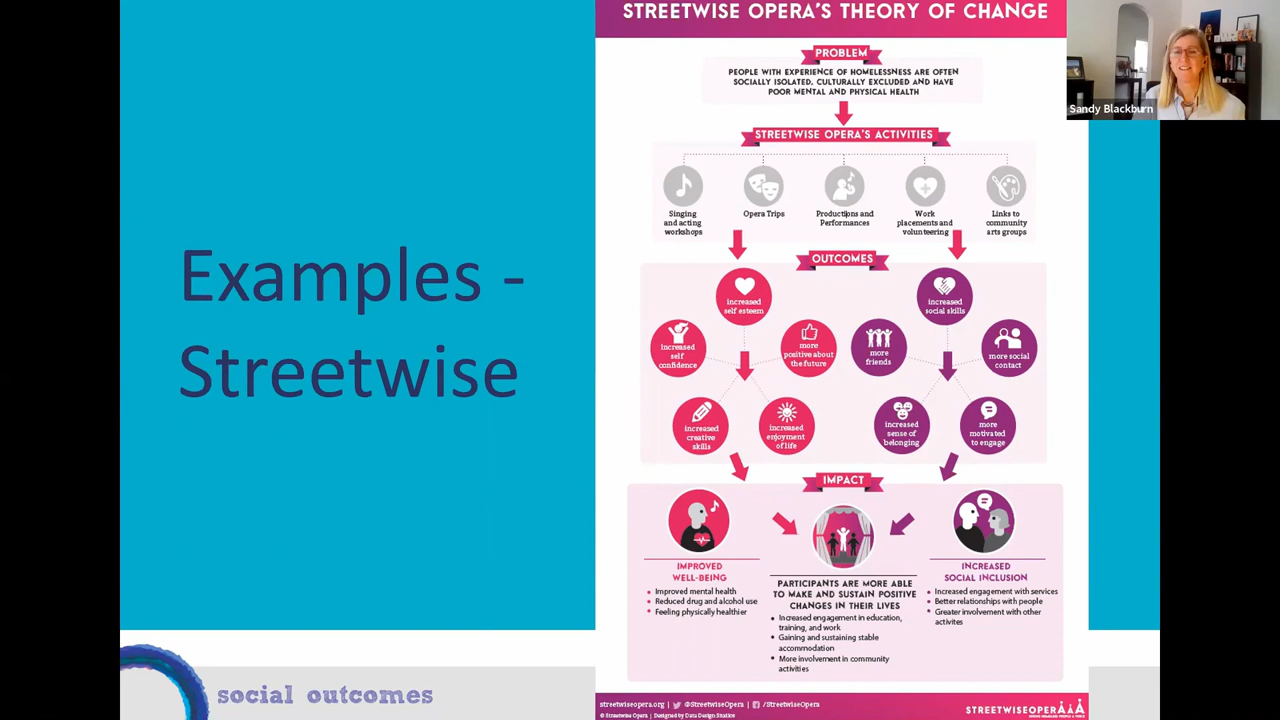 STREETWISE OPERA'S THEORY OF CHANGE
Sandy Blackburn
Examples -
Streetwise
PROBLEM
PEOPLE WITH EXPERIENCE OF HOMELESSNESS ARE OFTEN
SOCIALLY ISOLATED, CULTURALLY EXCLUDED AND HAVE
POOR MENTAL AND PHYSICAL HEALTH
STREETWISE OPERA'S ACTIVITIES
Singing
and acting
workshops
Opera Trips
Productions and
Performances
Work
placements and
volunteering
Links to
community
arts groups
OUTCOMES
increased
self esteem
increased
self
confidence
more
positive about
the future
increased
creative
skills
increased
enjoyment
of life
increased
social skills
more
friends
more social
contact
increased
sense of
belonging
more
motivated
to engage
IMPACT
IMPROVED
WELL-BEING
• Improved mental health
• Reduced drug and alcohol use
• Feeling physically healthier
PARTICIPANTS ARE MORE ABLE
TO MAKE AND SUSTAIN POSITIVE
CHANGES IN THEIR LIVES
• Increased engagement in education,
training, and work
• Gaining and sustaining stable
accommodation
• More involvement in community
activities
INCREASED
SOCIAL INCLUSION
• Increased engagement with services
• Better relationships with people
• Greater involvement with other
activites
social outcomes
streetwiseopera.org | @StreetwiseOpera | /StreetwiseOpera
© Streetwise Opera | Designed by Data Design Studios
STREETWISEOPERA